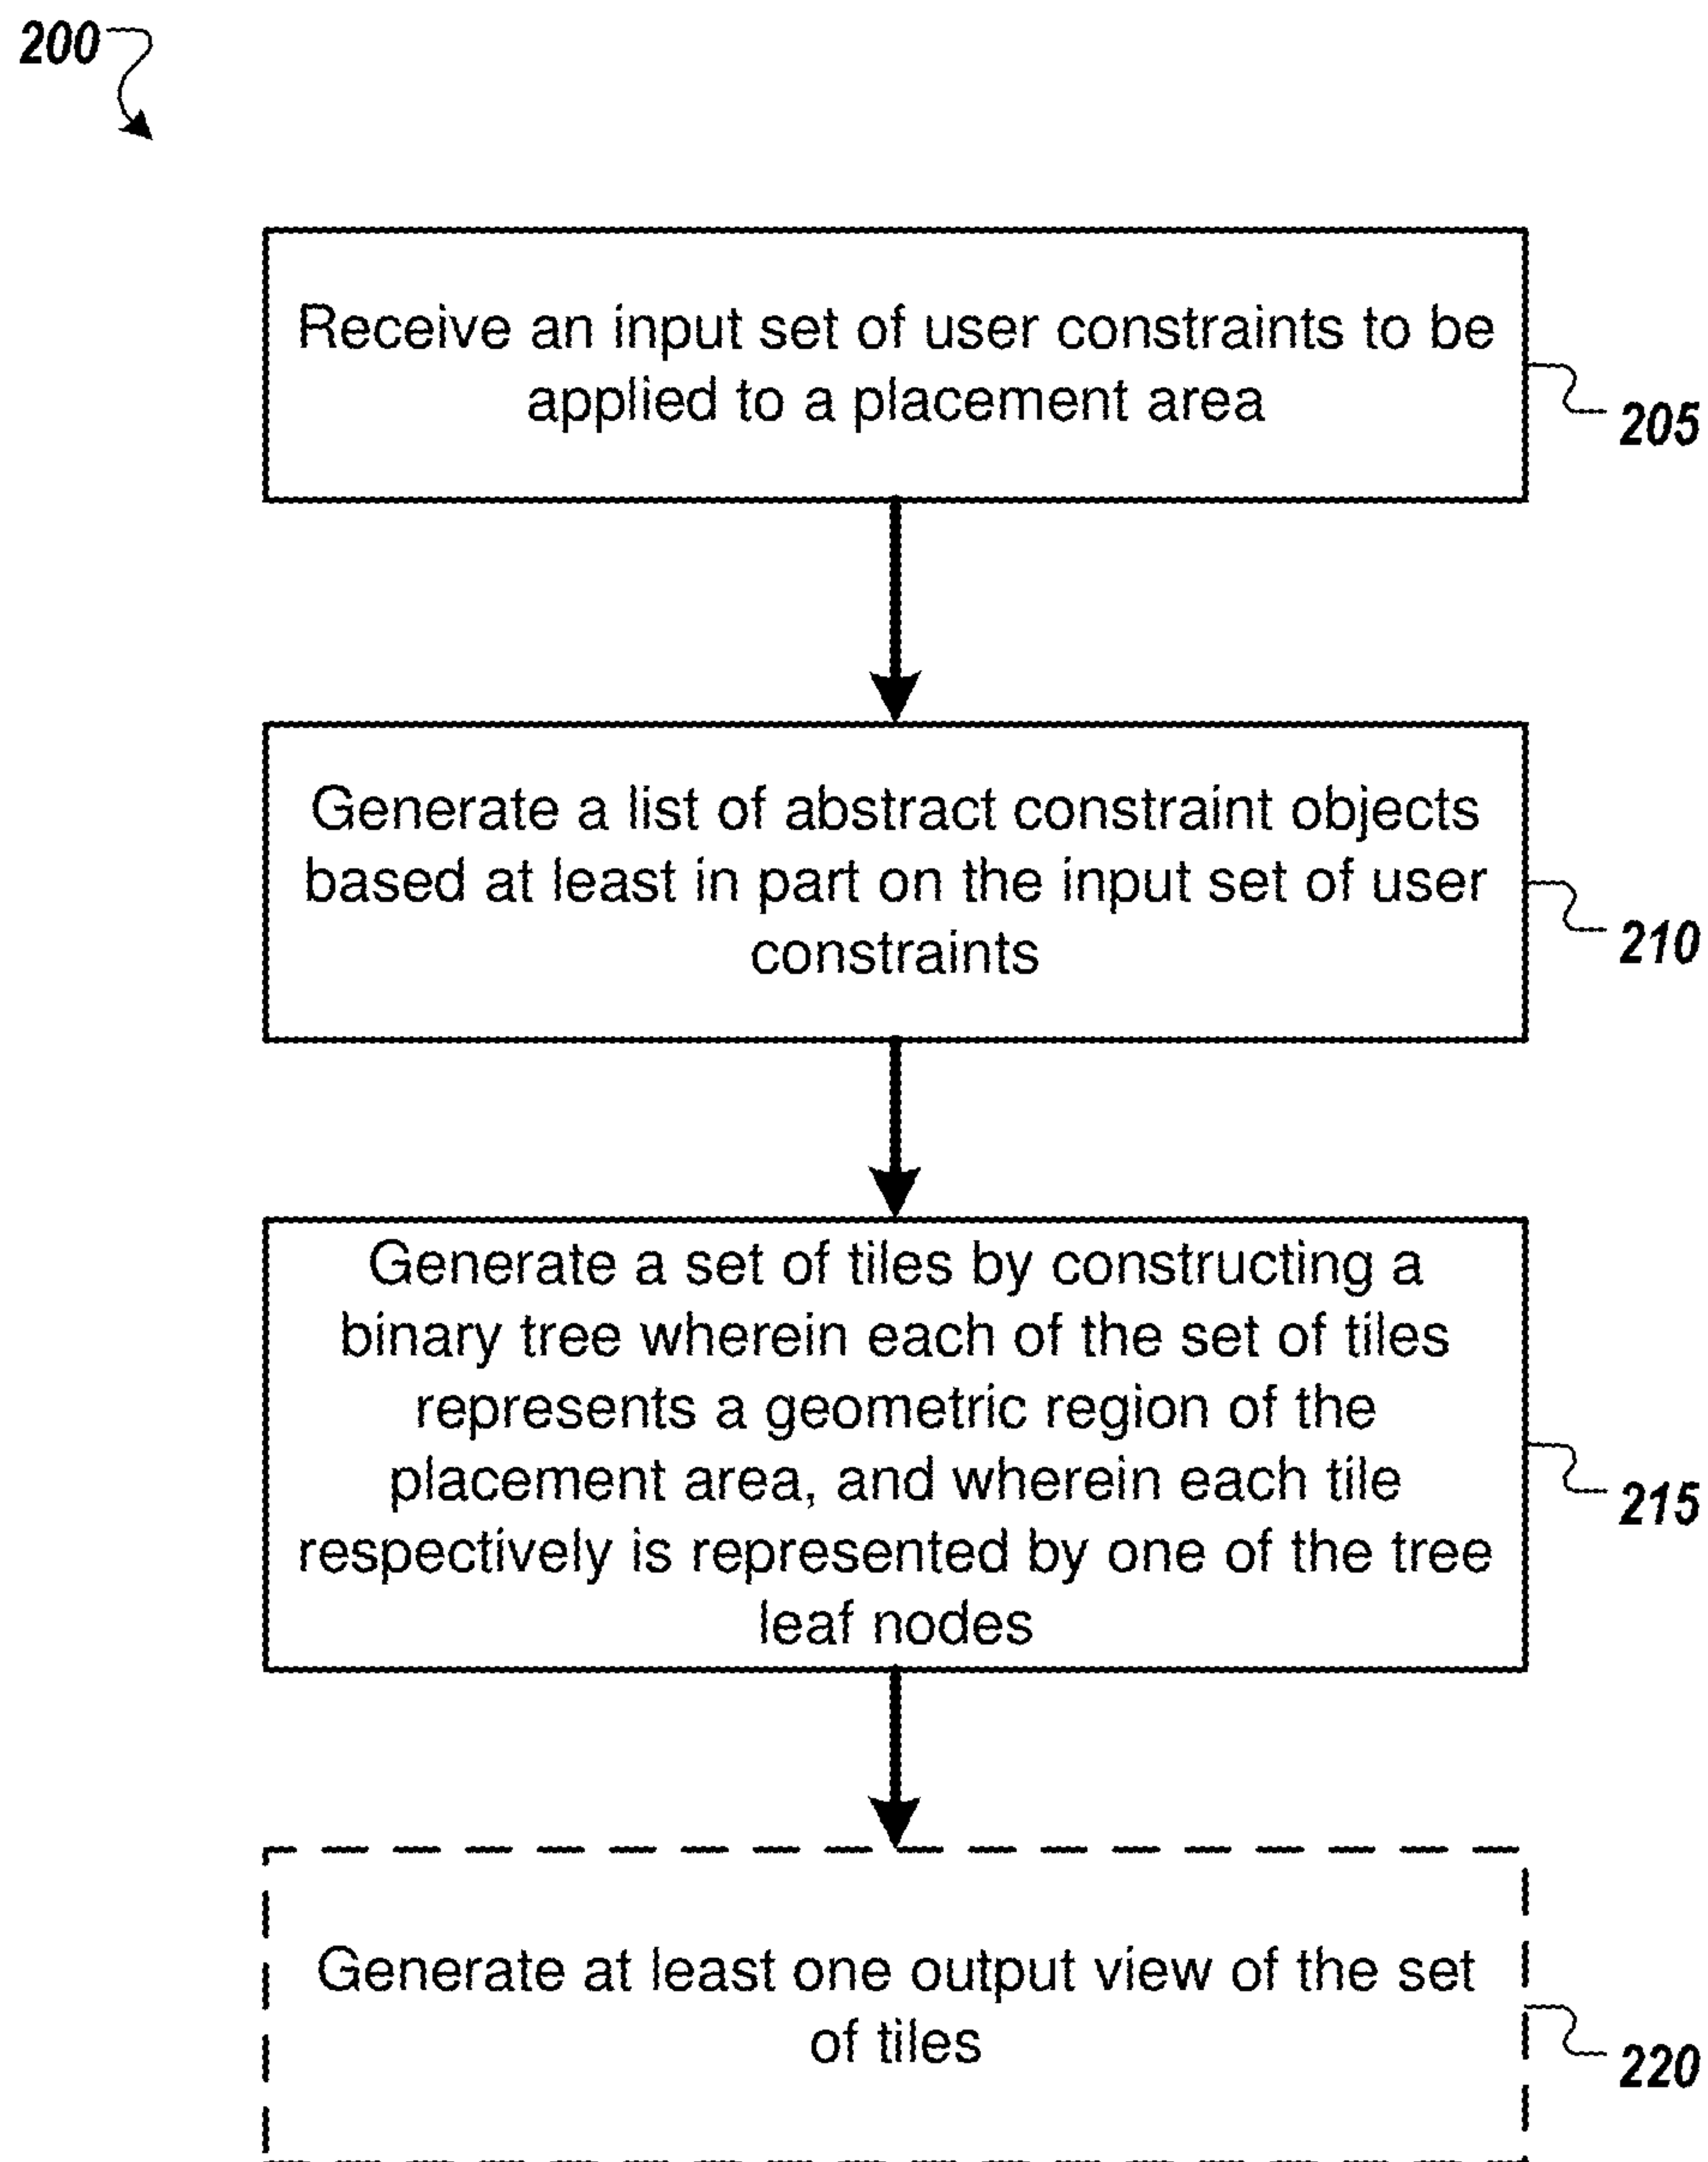 200
Receive an input set of user constraints to be
applied to a placement area
205
Generate a list of abstract constraint objects
based at least in part on the input set of user
constraints
210
Generate a set of tiles by constructing a
binary tree wherein each of the set of tiles
represents a geometric region of the
placement area, and wherein each tile
respectively is represented by one of the tree
leaf nodes
215
Generate at least one output view of the set
of tiles
220